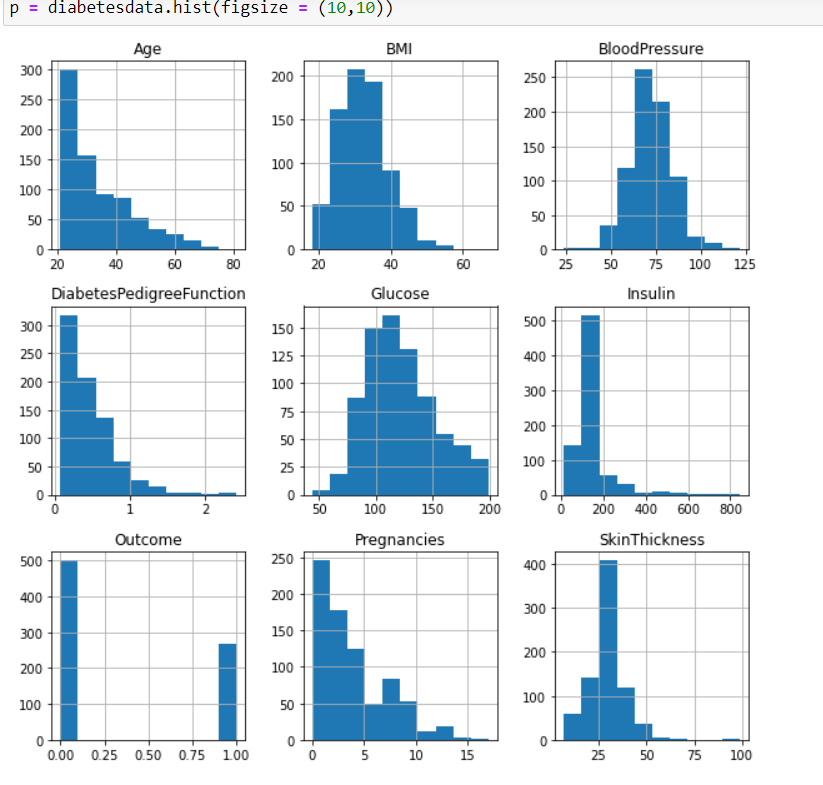 p = diabetesdata.hist(figsize = (10,10))
Age
300
250
200
150
100
50
0
20 40 60 80
BMI
200
150
100
50
0
20 40 60
BloodPressure
250
200
150
100
50
0
25 50 75 100 125
DiabetesPedigreeFunction
300
250
200
150
100
50
0
0 1 2
Glucose
150
125
100
75
50
25
0
50 100 150 200
Insulin
500
400
300
200
100
0
0 200 400 600 800
Outcome
500
400
300
200
100
0
0.00 0.25 0.50 0.75 1.00
Pregnancies
250
200
150
100
50
0
0 5 10 15
SkinThickness
400
300
200
100
0
25 50 75 100